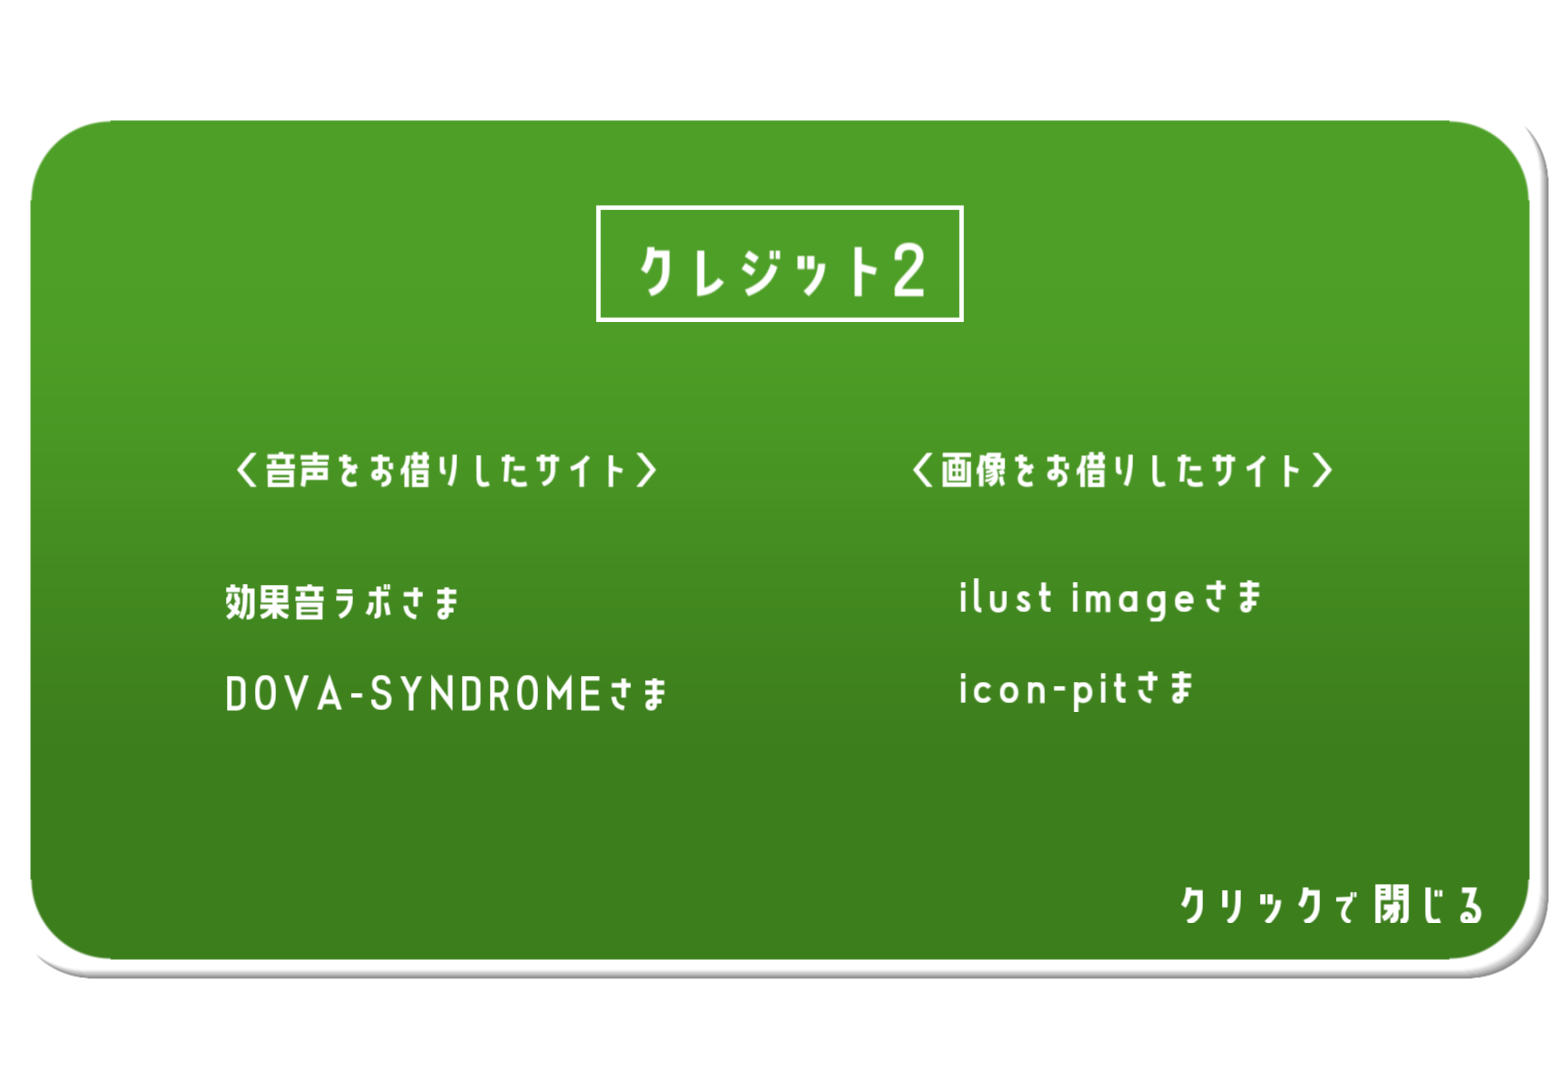 クレジット2
〈音声をお借りしたサイト〉
効果音ラボさま
DOVA-SYNDROMEさま
〈画像をお借りしたサイト〉
ilust imageさま
icon-pitさま
クリックで閉じる